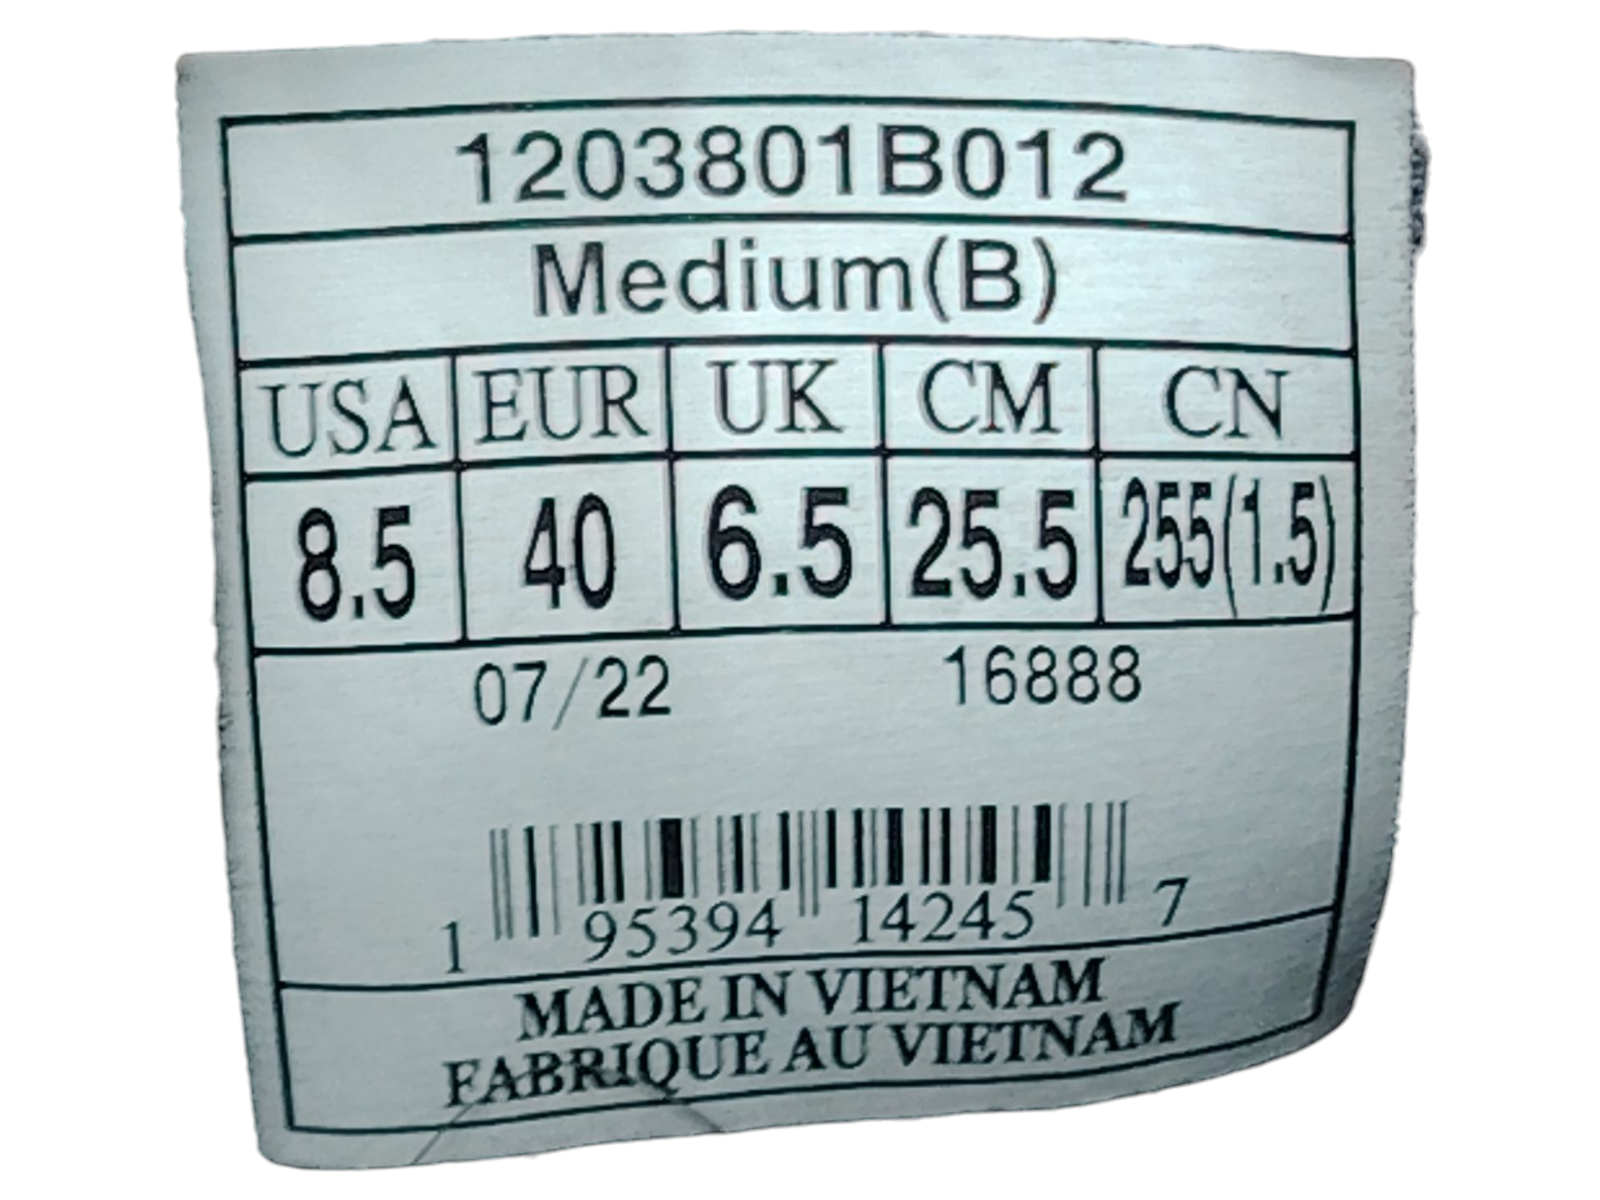 1203801B012
Medium(B)
USA EUR UK CM CN
8.5 40 6.5 25.5 255(1.5)
07/22 16888
1 95394 14245 7
MADE IN VIETNAM
FABRIQUE AU VIETNAM